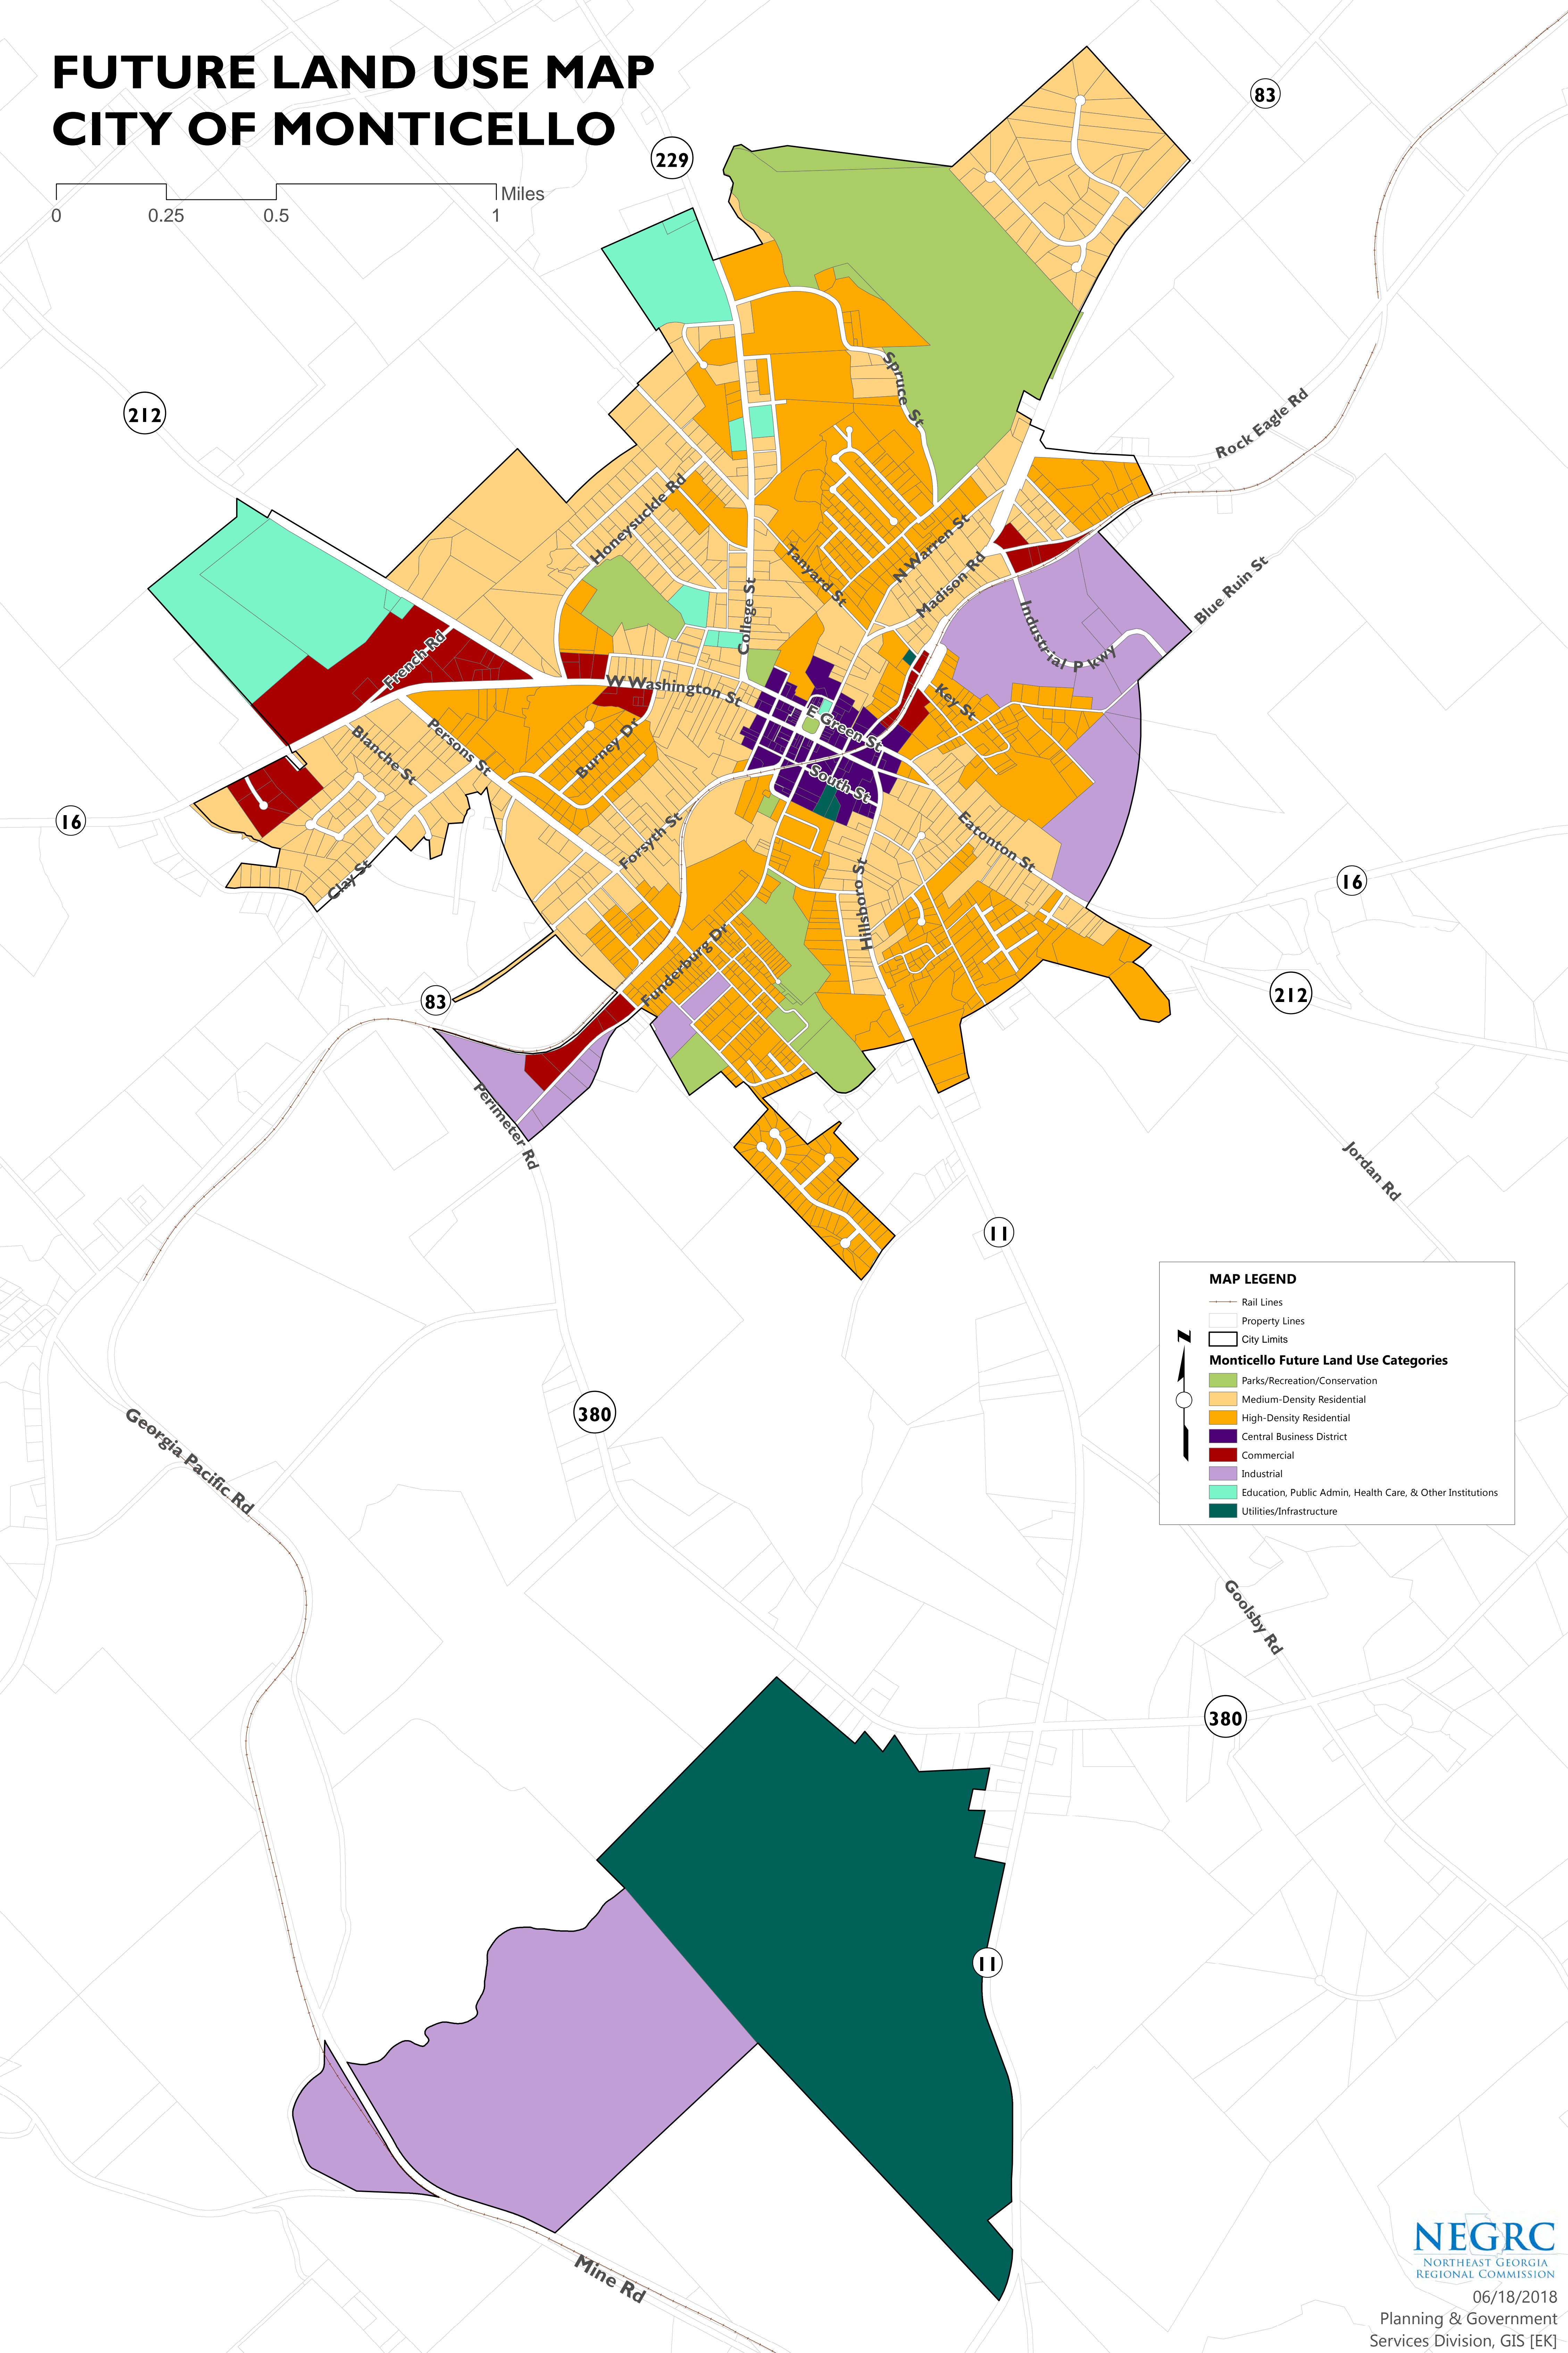 FUTURE LAND USE MAP
CITY OF MONTICELLO
0 0.25 0.5 1 Miles
229
83
212
Rock Eagle Rd
Spruce St
Honeysuckle Rd
Tanyard St
N Warren St
Madison Rd
Blue Ruin St
College St
Industrial Pkwy
French Rd
W Washington St
Key St
E Green St
Persons St
Blanche St
Burney Dr
South St
16
Forsyth St
Eatonton St
Clay St
16
Hillsboro St
Funderburg Dr
83
212
Perimeter Rd
Jordan Rd
11
MAP LEGEND
Rail Lines
Property Lines
City Limits
N
Monticello Future Land Use Categories
Parks/Recreation/Conservation
Medium-Density Residential
High-Density Residential
Central Business District
Commercial
Industrial
Education, Public Admin, Health Care, & Other Institutions
Utilities/Infrastructure
380
Georgia Pacific Rd
Goolsby Rd
380
11
Mine Rd
NEGRC
NORTHEAST GEORGIA
REGIONAL COMMISSION
06/18/2018
Planning & Government
Services Division, GIS [EK]